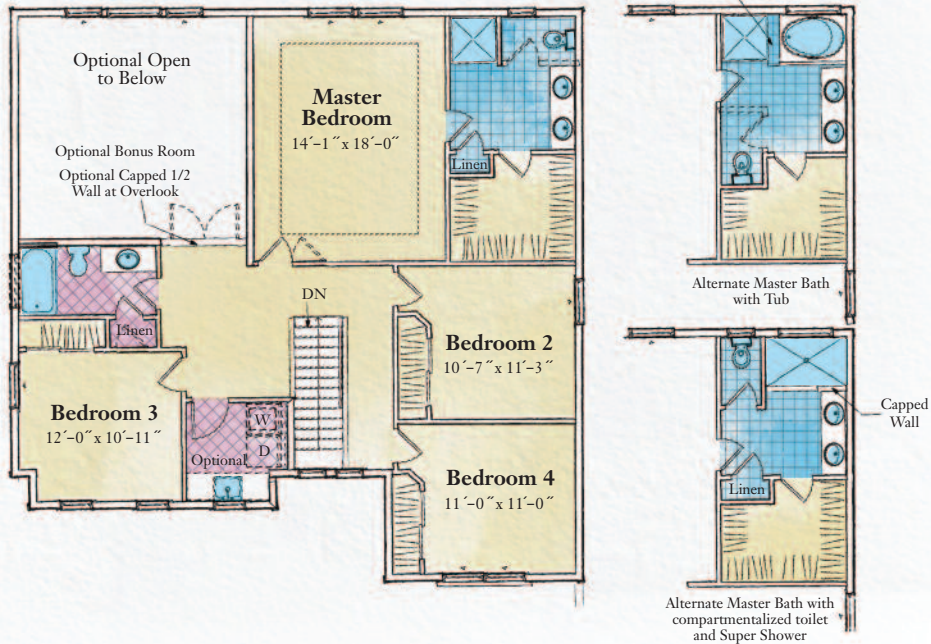 Optional Open
to Below
Master
Bedroom
14´-1 ˝ x 18´-0˝
Linen
Optional Bonus Room
Optional Capped 1/2
Wall at Overlook
DN
Linen
Bedroom 2
10´-7 ˝ x 11´-3 ˝
Bedroom 3
12´-0˝ x 10´-11˝
W
D
Optional
Bedroom 4
11´-0˝ x 11´-0˝
Alternate Master Bath
with Tub
Capped
Wall
Linen
Alternate Master Bath with
compartmentalized toilet
and Super Shower